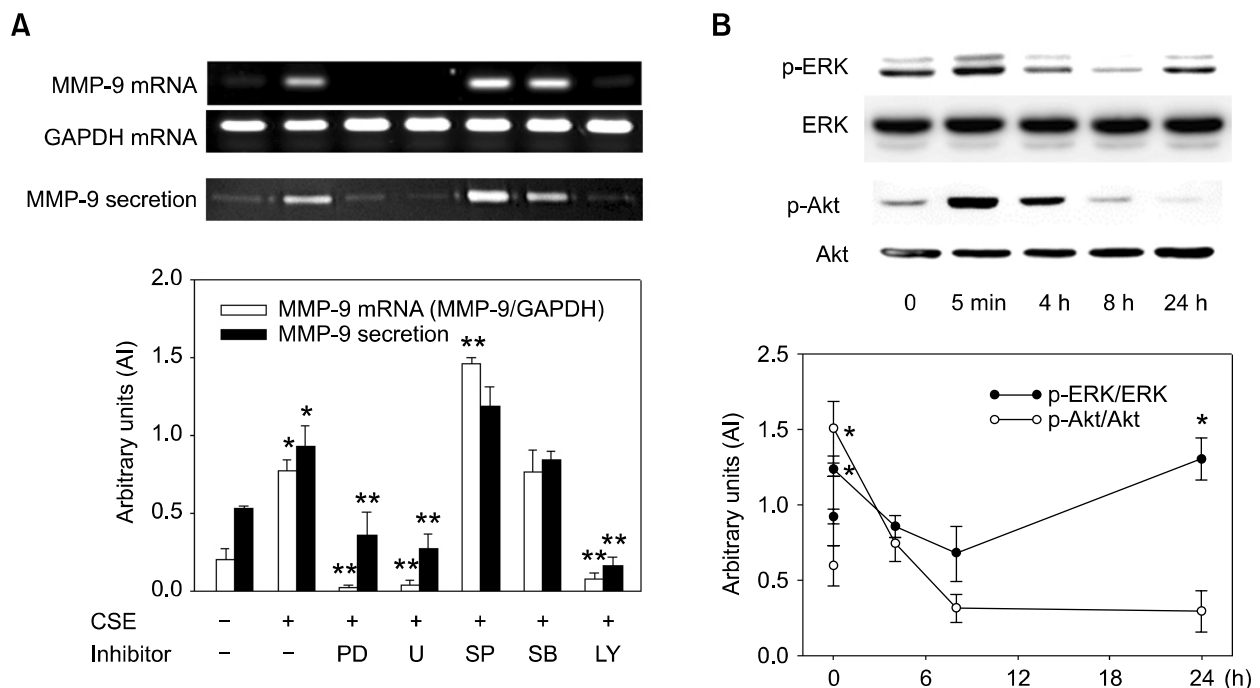 A
MMP-9 mRNA
GAPDH mRNA
MMP-9 secretion
2.0
1.5
1.0
0.5
0.0
Arbitrary units (AI)
MMP-9 mRNA (MMP-9/GAPDH)
MMP-9 secretion
* * ** ** ** ** ** ** **
CSE – + + + + + +
Inhibitor – – PD U SP SB LY
B
p-ERK
ERK
p-Akt
Akt
0 5 min 4 h 8 h 24 h
2.5
1.5
1.0
0.5
0.0
Arbitrary units (AI)
p-ERK/ERK
p-Akt/Akt
* * *
0 6 12 18 24 (h)